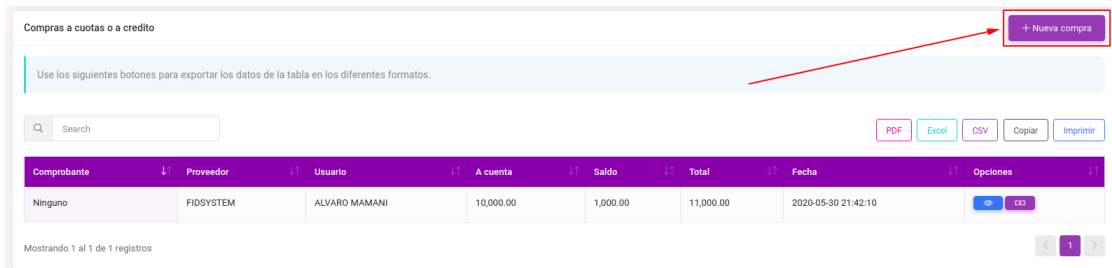 Compras a cuotas o a credito
+ Nueva compra
Use los siguientes botones para exportar los datos de la tabla en los diferentes formatos.
Search
PDF Excel CSV Copiar Imprimir
Comprobante Proveedor Usuario A cuenta Saldo Total Fecha Opciones
Ninguno FIDSYSTEM ALVARO MAMANI 10,000.00 1,000.00 11,000.00 2020-05-30 21:42:10
Mostrando 1 al 1 de 1 registros
1